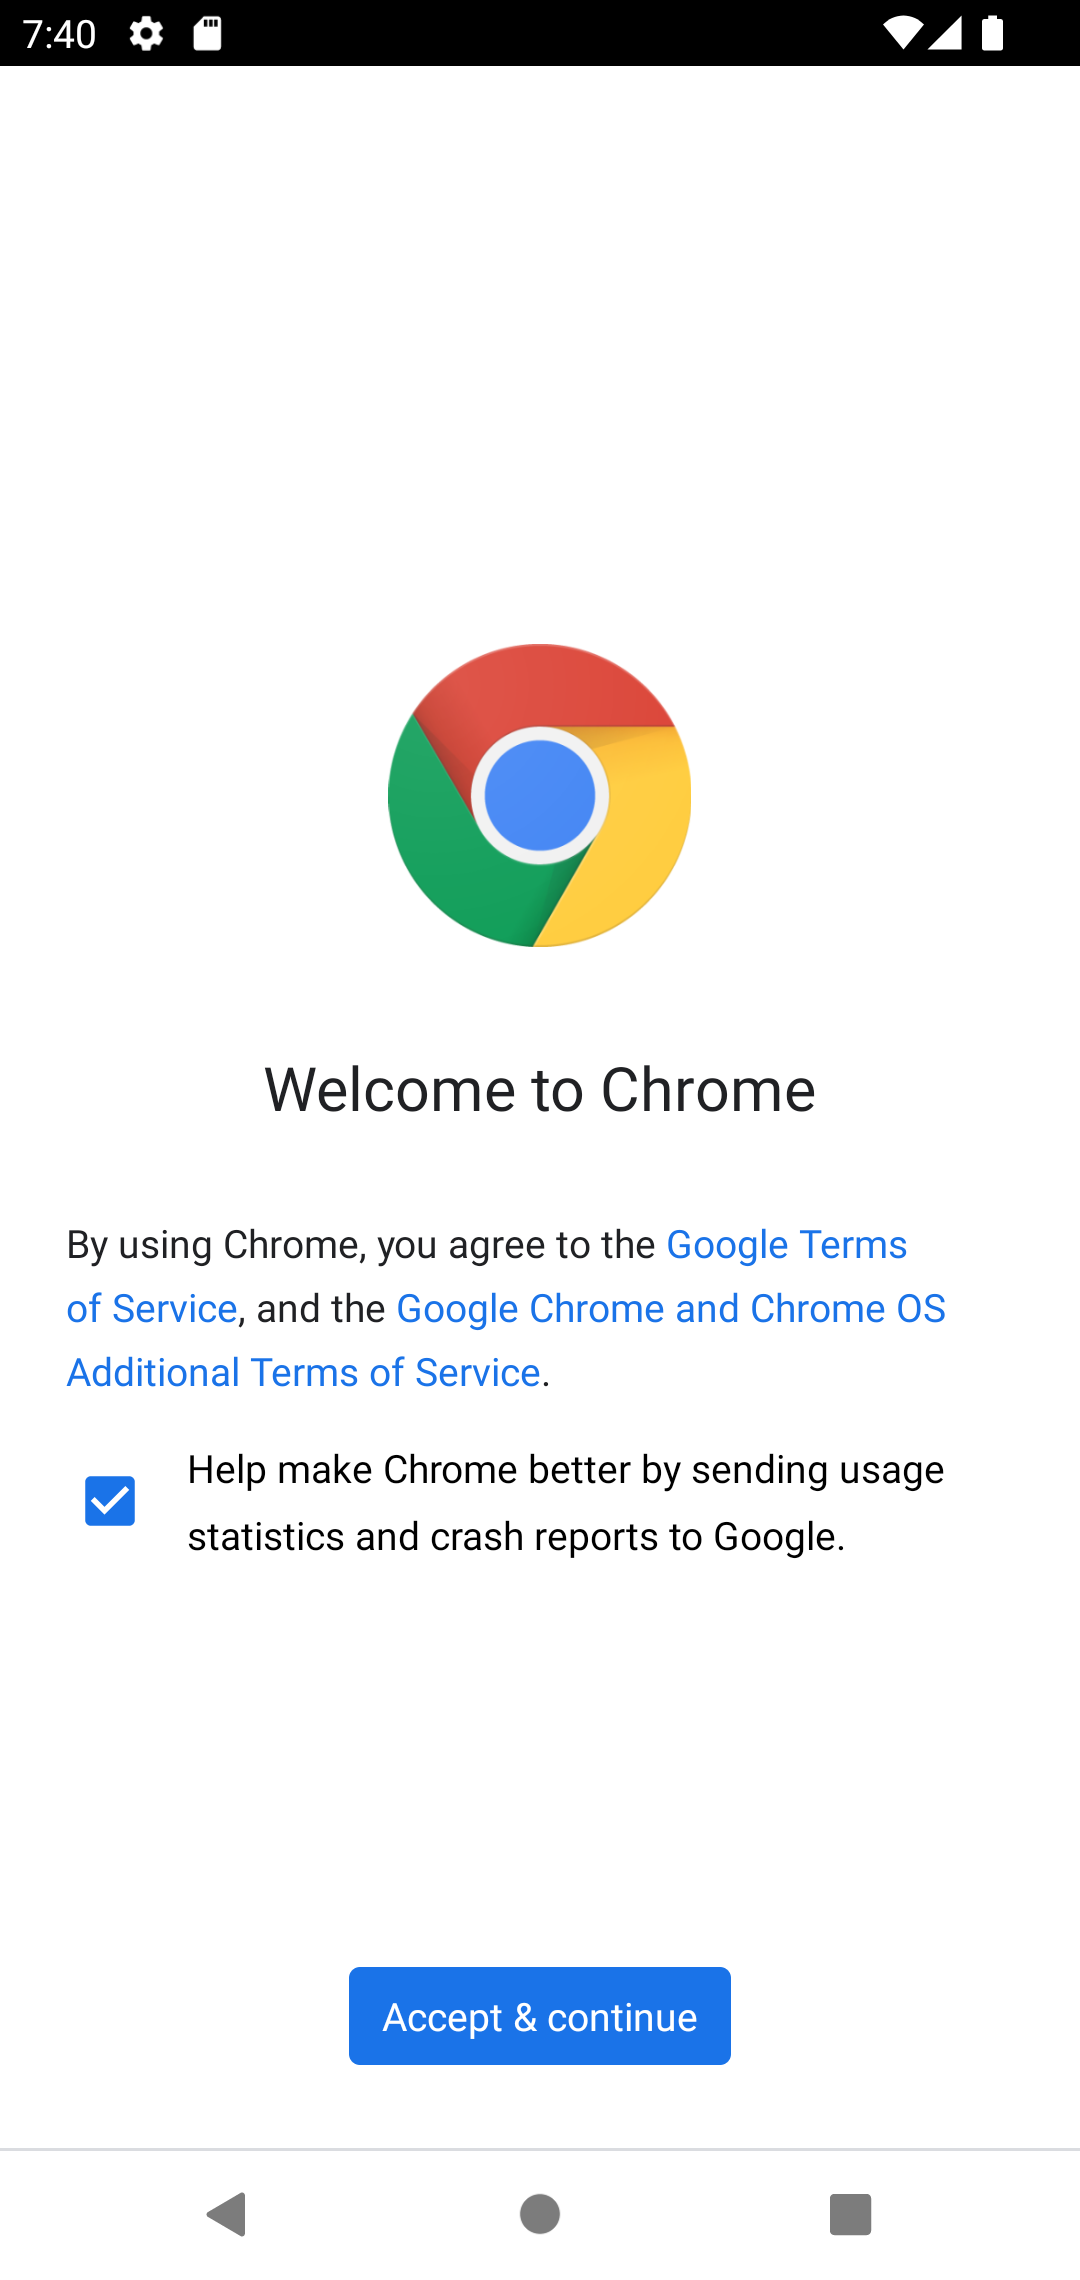 7:40
Welcome to Chrome
By using Chrome, you agree to the Google Terms
of Service, and the Google Chrome and Chrome OS
Additional Terms of Service.
Help make Chrome better by sending usage
statistics and crash reports to Google.
Accept & continue